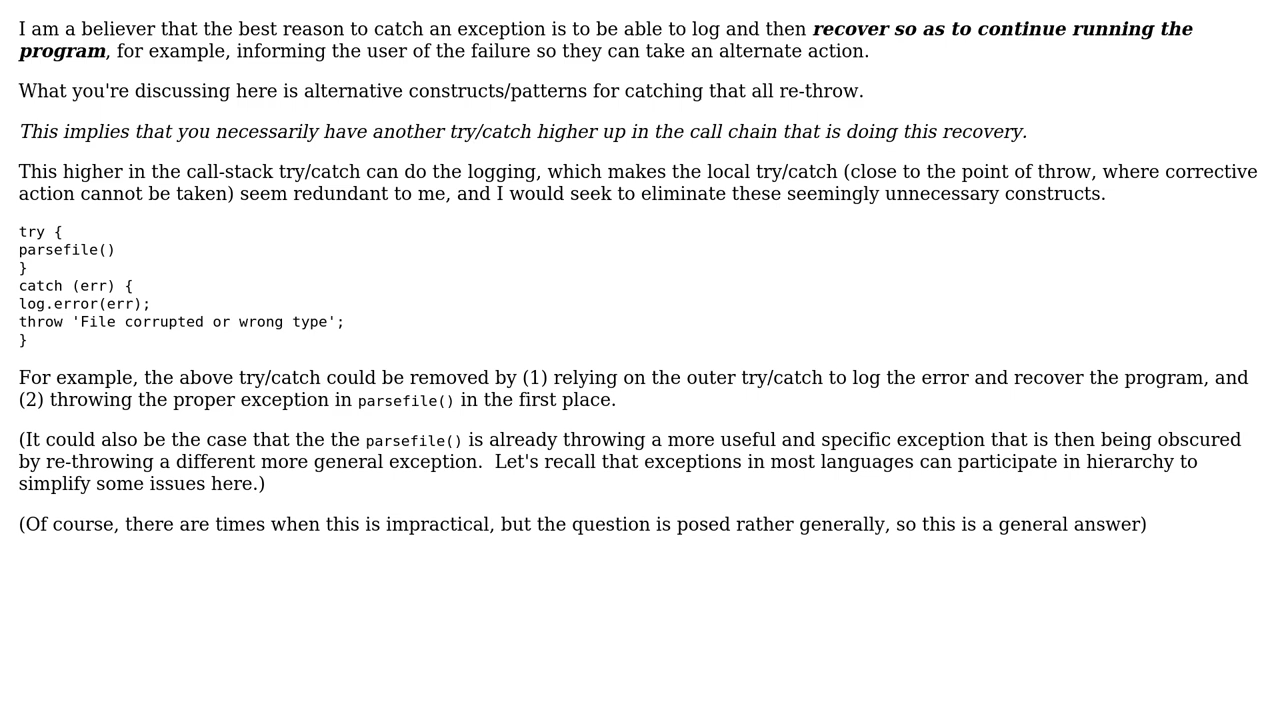 I am a believer that the best reason to catch an exception is to be able to log and then recover so as to continue running the
program, for example, informing the user of the failure so they can take an alternate action.
What you're discussing here is alternative constructs/patterns for catching that all re-throw.
This implies that you necessarily have another try/catch higher up in the call chain that is doing this recovery.
This higher in the call-stack try/catch can do the logging, which makes the local try/catch (close to the point of throw, where corrective
action cannot be taken) seem redundant to me, and I would seek to eliminate these seemingly unnecessary constructs.
try {
parsefile()
}
catch (err) {
log.error(err);
throw 'File corrupted or wrong type';
}
For example, the above try/catch could be removed by (1) relying on the outer try/catch to log the error and recover the program, and
(2) throwing the proper exception in parsefile() in the first place.
(It could also be the case that the the parsefile() is already throwing a more useful and specific exception that is then being obscured
by re-throwing a different more general exception.  Let's recall that exceptions in most languages can participate in hierarchy to
simplify some issues here.)
(Of course, there are times when this is impractical, but the question is posed rather generally, so this is a general answer)